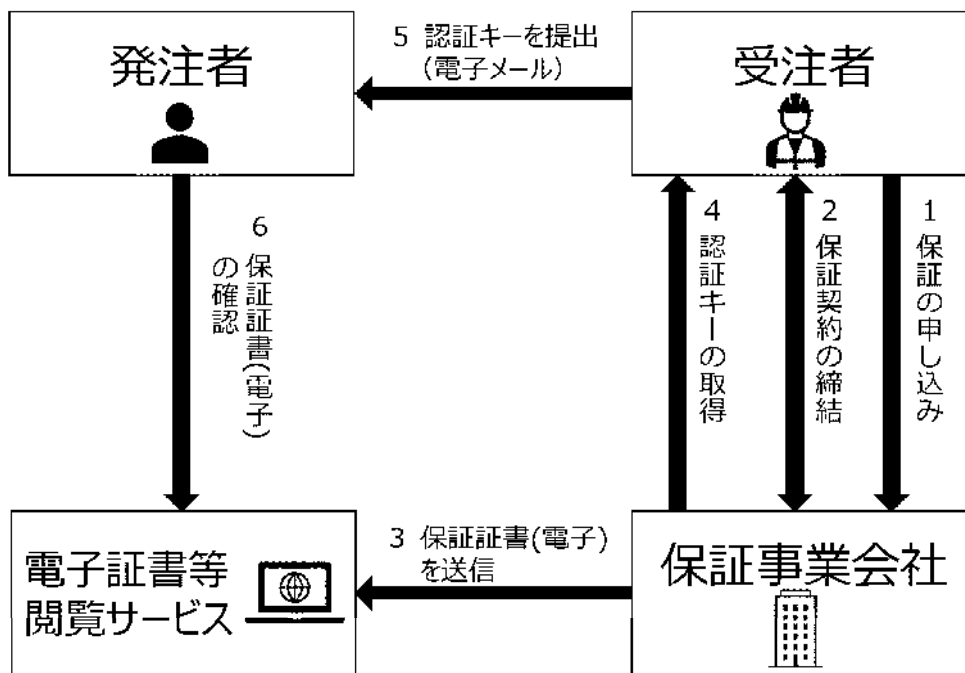 発注者
5 認証キーを提出
（電子メール）
受注者
6 保証証書(電子)
の確認
4 認証キーの取得
2 保証契約の締結
1 保証の申し込み
電子証書等
閲覧サービス
3 保証証書(電子)
を送信
保証事業会社